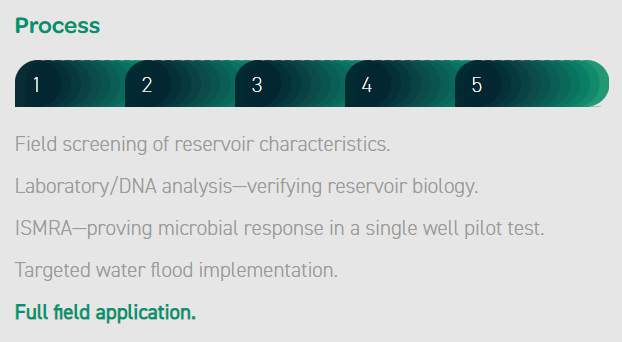 Process
1 2 3 4 5
Field screening of reservoir characteristics.
Laboratory/DNA analysis—verifying reservoir biology.
ISMRA—proving microbial response in a single well pilot test.
Targeted water flood implementation.
Full field application.